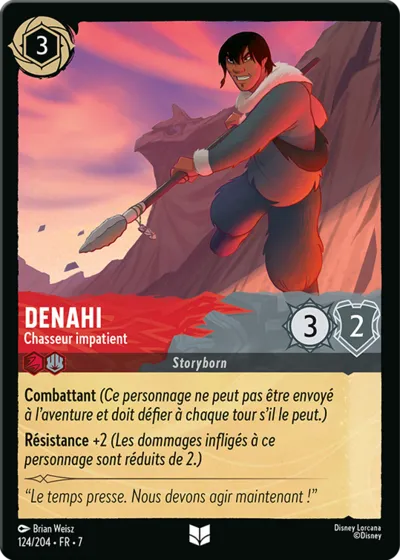 3
DENAHI
Chasseur impatient
3 2
Storyborn
Combattant (Ce personnage ne peut pas être envoyé
à l'aventure et doit défier à chaque tour s'il le peut.)
Résistance +2 (Les dommages infligés à ce
personnage sont réduits de 2.)
“Le temps presse. Nous devons agir maintenant !”
Brian Weisz
124/204 • FR • 7
Disney Lorcana
©Disney